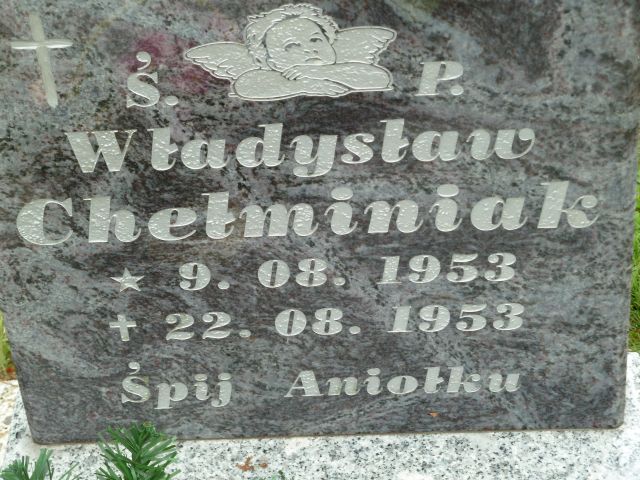 Ś. P.
Władysław
Chełminiak
★ 9. 08. 1953
✝ 22. 08. 1953
Śpij Aniołku